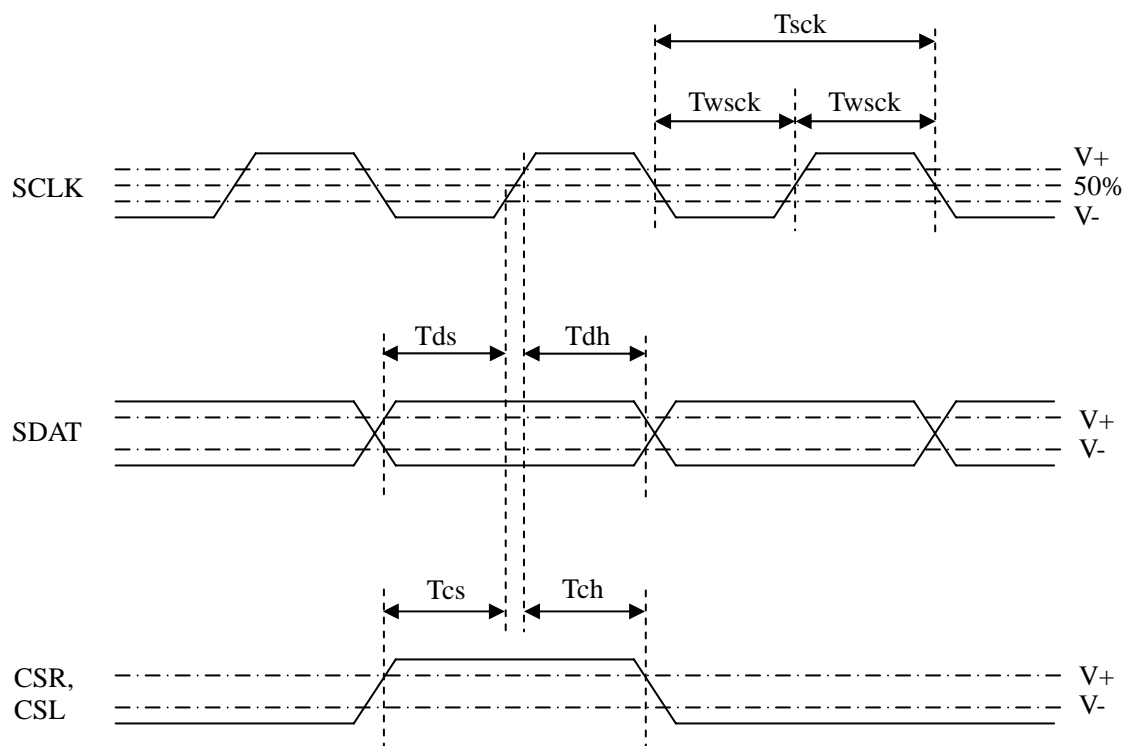 Tsck
Twsck Twsck
SCLK
V+
50%
V-
Tds Tdh
SDAT
V+
V-
Tcs Tch
CSR,
CSL
V+
V-